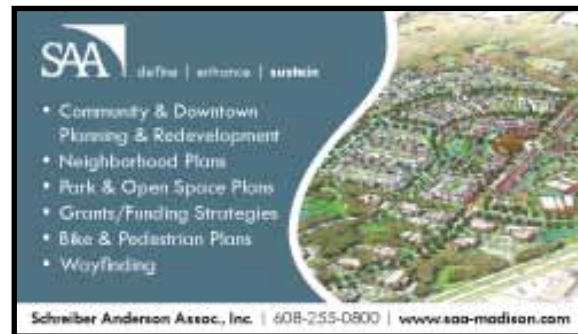 SAA define | enhance | sustain
• Community & Downtown
Planning & Redevelopment
• Neighborhood Plans
• Park & Open Space Plans
• Grants/Funding Strategies
• Bike & Pedestrian Plans
• Wayfinding
Schreiber Anderson Assoc., Inc. | 608-255-0800 | www.saa-madison.com